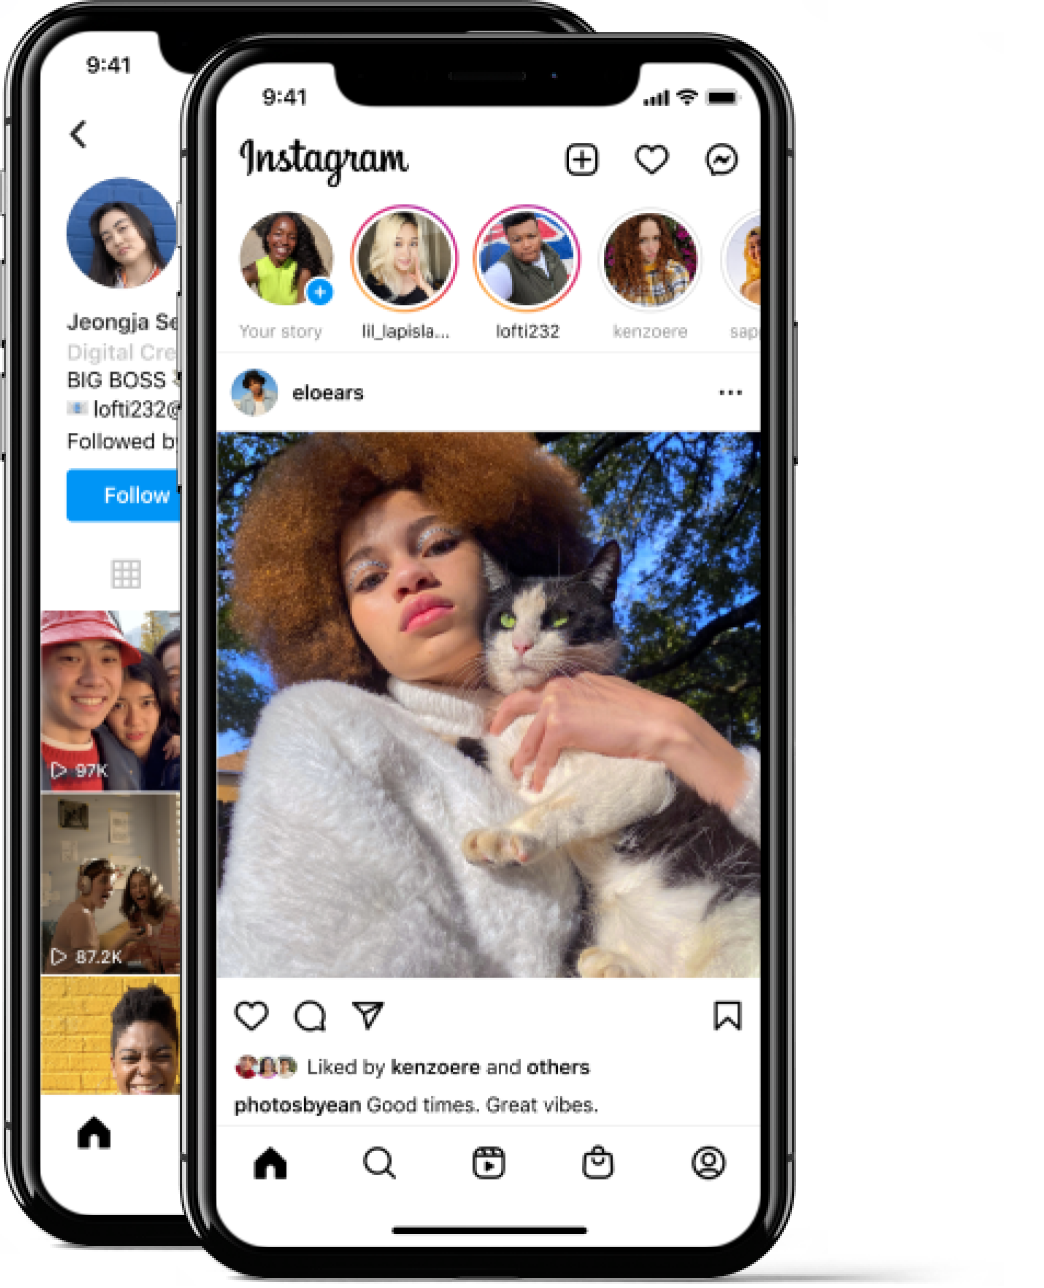 9:41
Jeongja Se
Digital Cre
BIG BOSS
lofti232@
Followed by
Follow
97K
87.2K
9:41
Instagram
Your story
lil_lapisla...
lofti232
kenzoere
sap
eloears
Liked by kenzoere and others
photosbyean Good times. Great vibes.